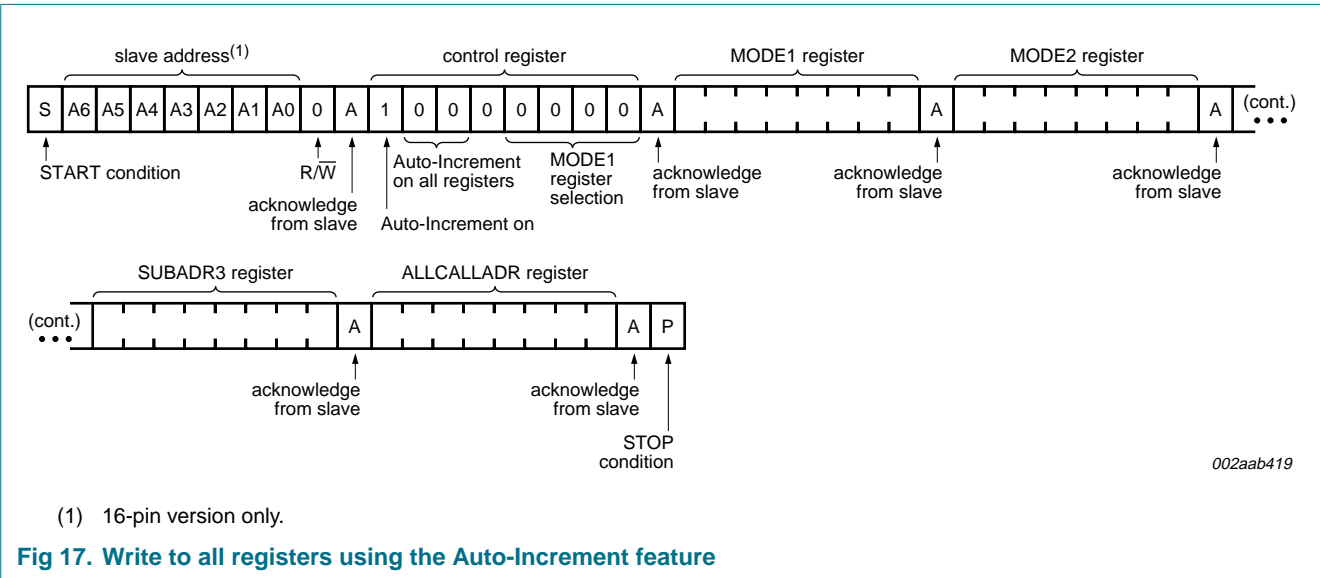 slave address(1) control register MODE1 register MODE2 register
S A6 A5 A4 A3 A2 A1 A0 0 A 1 0 0 0 0 0 0 0 A A A (cont.)
START condition R/W̅ Auto-Increment on all registers MODE1 register selection acknowledge from slave acknowledge from slave acknowledge from slave
acknowledge from slave Auto-Increment on
SUBADR3 register ALLCALLADR register
(cont.) A A P
acknowledge from slave acknowledge from slave
STOP condition
002aab419
(1) 16-pin version only.
Fig 17. Write to all registers using the Auto-Increment feature